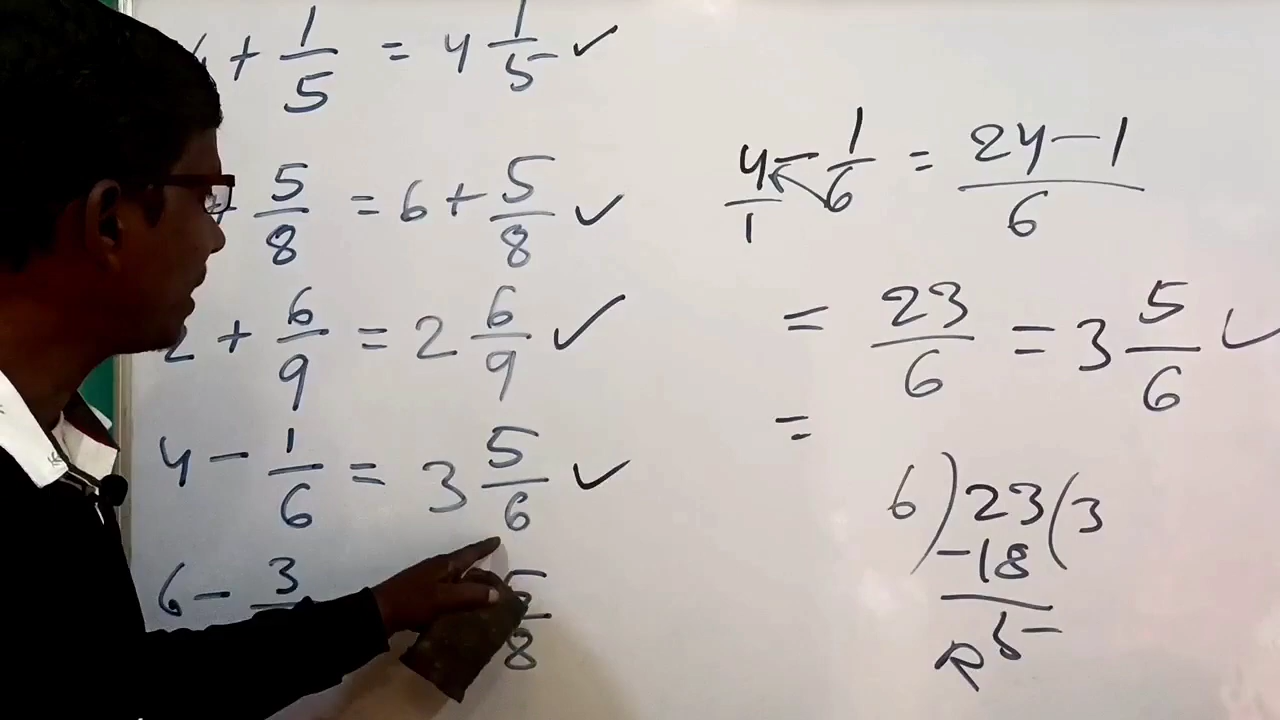 + 1/5 = 4 1/5 ✓
+ 5/8 = 6 + 5/8 ✓
2 + 6/9 = 2 6/9 ✓
4 - 1/6 = 3 5/6 ✓
6 - 3/ 5/8
4/1 - 1/6 = 24-1/6
= 23/6 = 3 5/6 ✓
=
6)23(3
-18
R 5